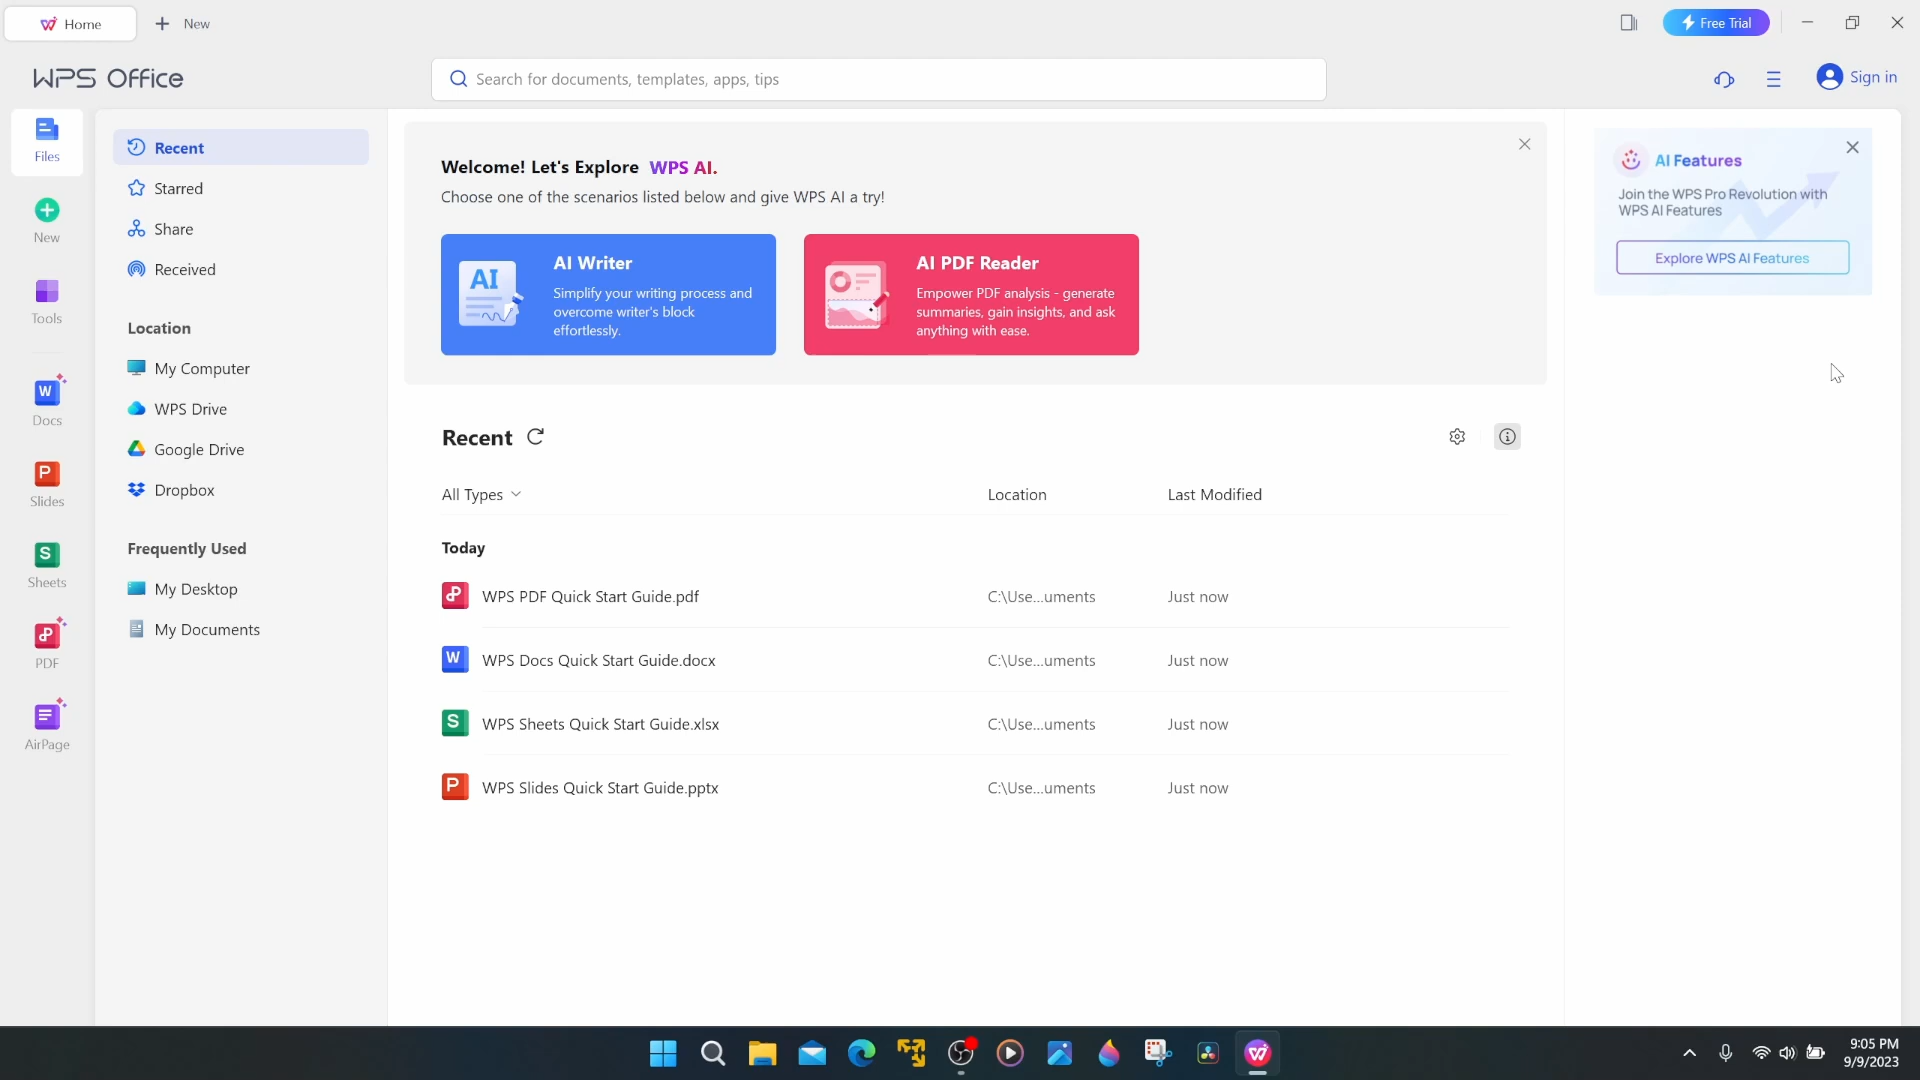 Home
New
Free Trial
WPS Office
Search for documents, templates, apps, tips
Sign in
Files
New
Tools
Docs
Slides
Sheets
PDF
AirPage
Recent
Starred
Share
Received
Location
My Computer
WPS Drive
Google Drive
Dropbox
Frequently Used
My Desktop
My Documents
Welcome! Let's Explore WPS AI.
Choose one of the scenarios listed below and give WPS AI a try!
AI
AI Writer
Simplify your writing process and
overcome writer's block
effortlessly.
AI PDF Reader
Empower PDF analysis - generate
summaries, gain insights, and ask
anything with ease.
AI Features
Join the WPS Pro Revolution with
WPS AI Features
Explore WPS AI Features
Recent
All Types Location Last Modified
Today
WPS PDF Quick Start Guide.pdf C:\Use...uments Just now
W WPS Docs Quick Start Guide.docx C:\Use...uments Just now
S WPS Sheets Quick Start Guide.xlsx C:\Use...uments Just now
P WPS Slides Quick Start Guide.pptx C:\Use...uments Just now
9:05 PM
9/9/2023